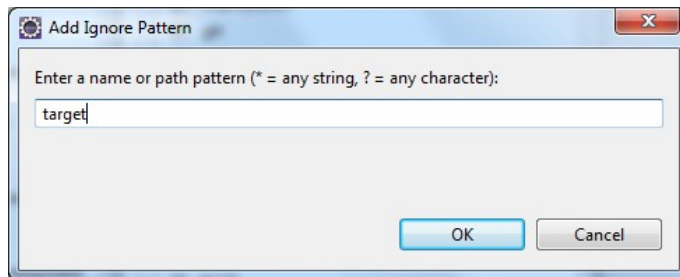 Add Ignore Pattern
Enter a name or path pattern (* = any string, ? = any character):
target
OK
Cancel